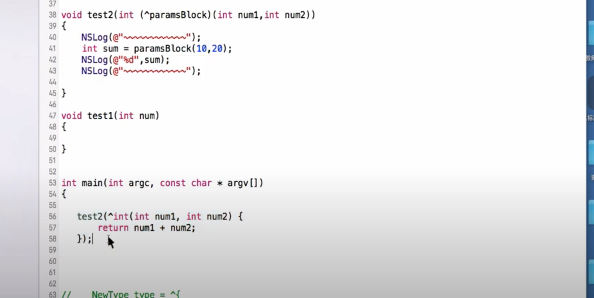 37
38 void test2(int (^paramsBlock)(int num1,int num2))
39 {
40 NSLog(@"~~~~~~~~~~~~~");
41 int sum = paramsBlock(10,20);
42 NSLog(@"%d",sum);
43 NSLog(@"~~~~~~~~~~~~~");
44
45 }
46
47 void test1(int num)
48 {
49
50 }
51
52
53 int main(int argc, const char * argv[])
54 {
55
56 test2(^int(int num1, int num2) {
57 return num1 + num2;
58 });
59
60
61
62
63 // NewType type = ^{